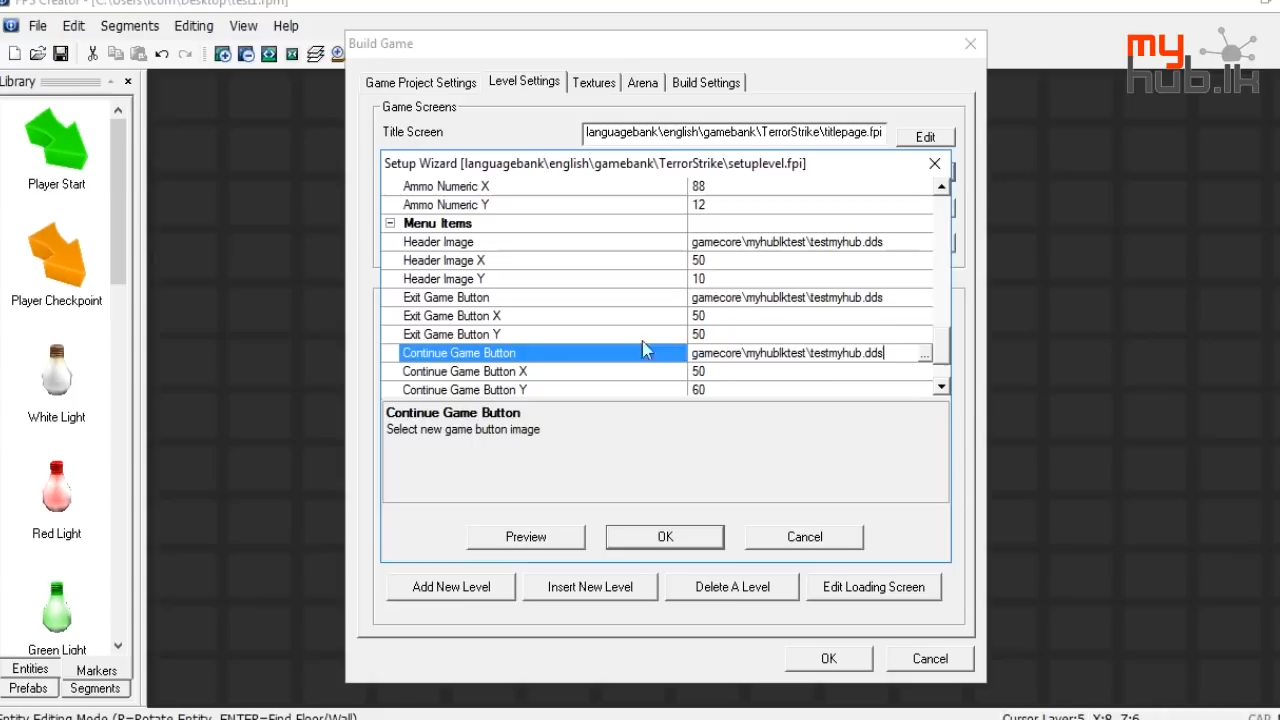 FPS Creator - [C:\Users\icom\Desktop\test1.fpm]
File Edit Segments Editing View Help
Library
Player Start
Player Checkpoint
White Light
Red Light
Green Light
Entities Markers
Prefabs Segments
Build Game
Game Project Settings Level Settings Textures Arena Build Settings
Game Screens
Title Screen languagebank\english\gamebank\TerrorStrike\titlepage.fpi Edit
Setup Wizard [languagebank\english\gamebank\TerrorStrike\setuplevel.fpi]
Ammo Numeric X 88
Ammo Numeric Y 12
Menu Items
Header Image gamecore\myhublktest\testmyhub.dds
Header Image X 50
Header Image Y 10
Exit Game Button gamecore\myhublktest\testmyhub.dds
Exit Game Button X 50
Exit Game Button Y 50
Continue Game Button gamecore\myhublktest\testmyhub.dds ...
Continue Game Button X 50
Continue Game Button Y 60
Continue Game Button
Select new game button image
Preview OK Cancel
Add New Level Insert New Level Delete A Level Edit Loading Screen
OK Cancel
my
hub.lk
Entity Editing Mode (R=Rotate Entity, ENTER=Find Floor/Wall) Cursor Layer:5, X:8, Z:6 CAP